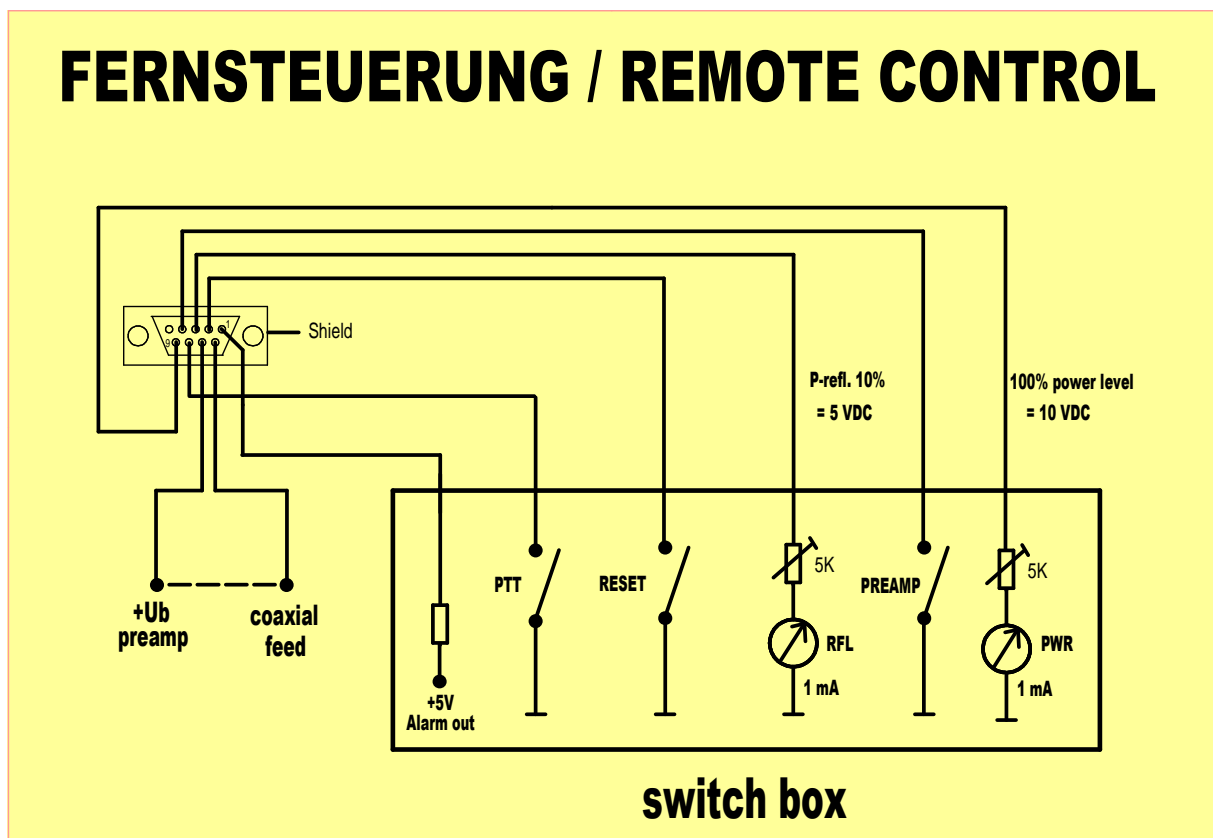 FERNSTEUERUNG / REMOTE CONTROL
1
9
Shield
P-refl. 10%
= 5 VDC
100% power level
= 10 VDC
+Ub
preamp
coaxial
feed
+5V
Alarm out
PTT
RESET
5K
RFL
1 mA
PREAMP
5K
PWR
1 mA
switch box